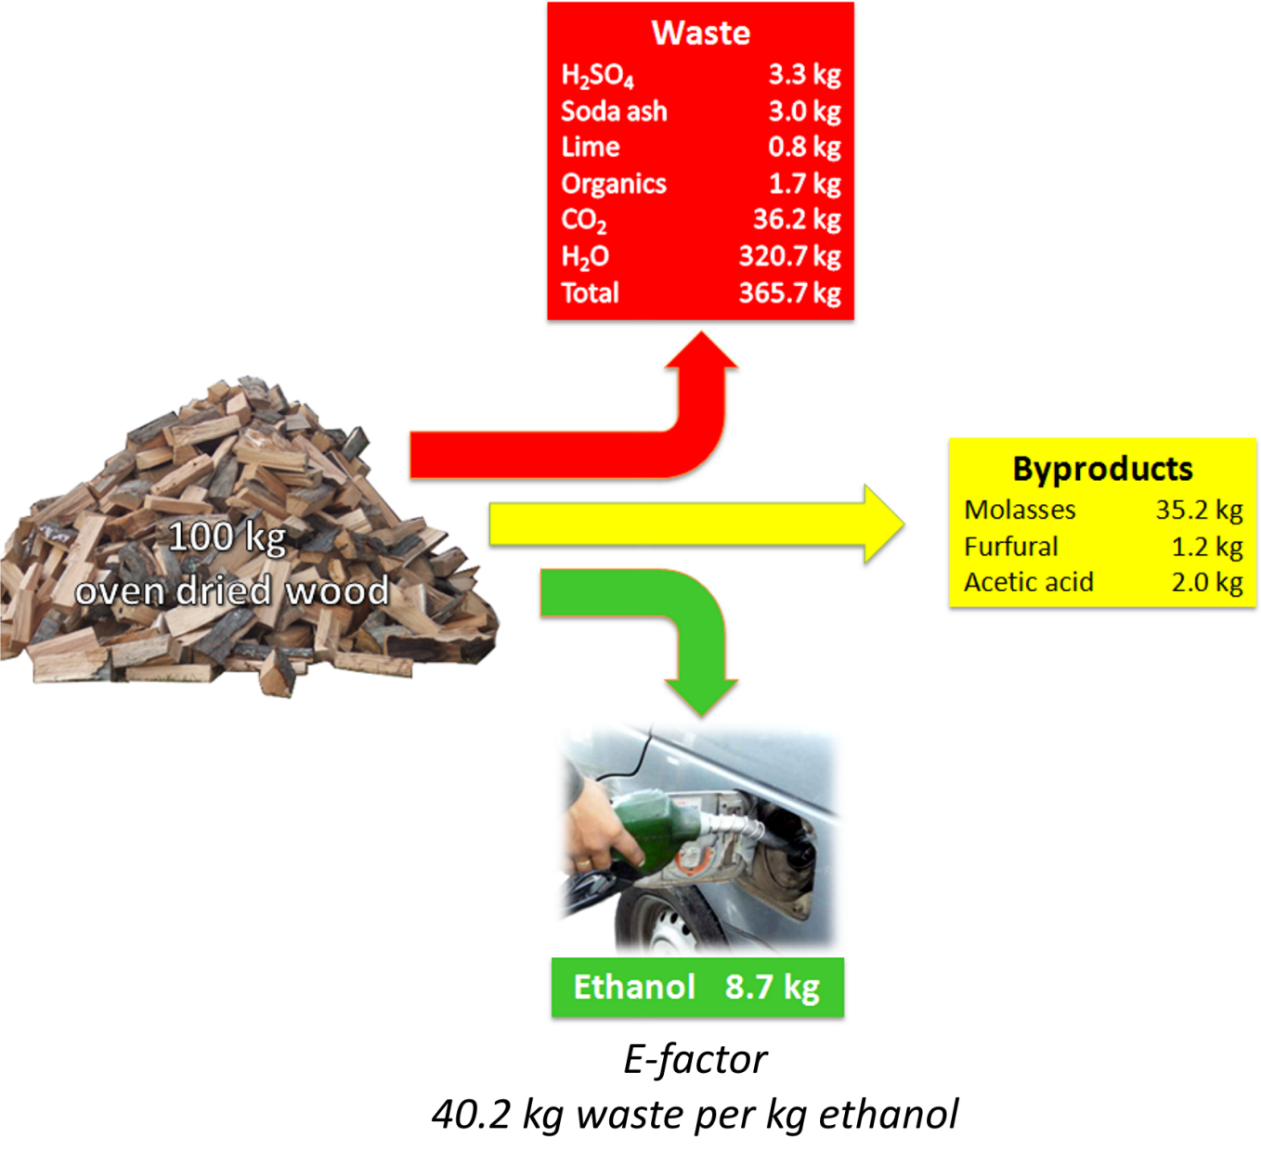 Waste
H₂SO₄ 3.3 kg
Soda ash 3.0 kg
Lime 0.8 kg
Organics 1.7 kg
CO₂ 36.2 kg
H₂O 320.7 kg
Total 365.7 kg
100 kg
oven dried wood
Byproducts
Molasses 35.2 kg
Furfural 1.2 kg
Acetic acid 2.0 kg
Ethanol 8.7 kg
E-factor
40.2 kg waste per kg ethanol